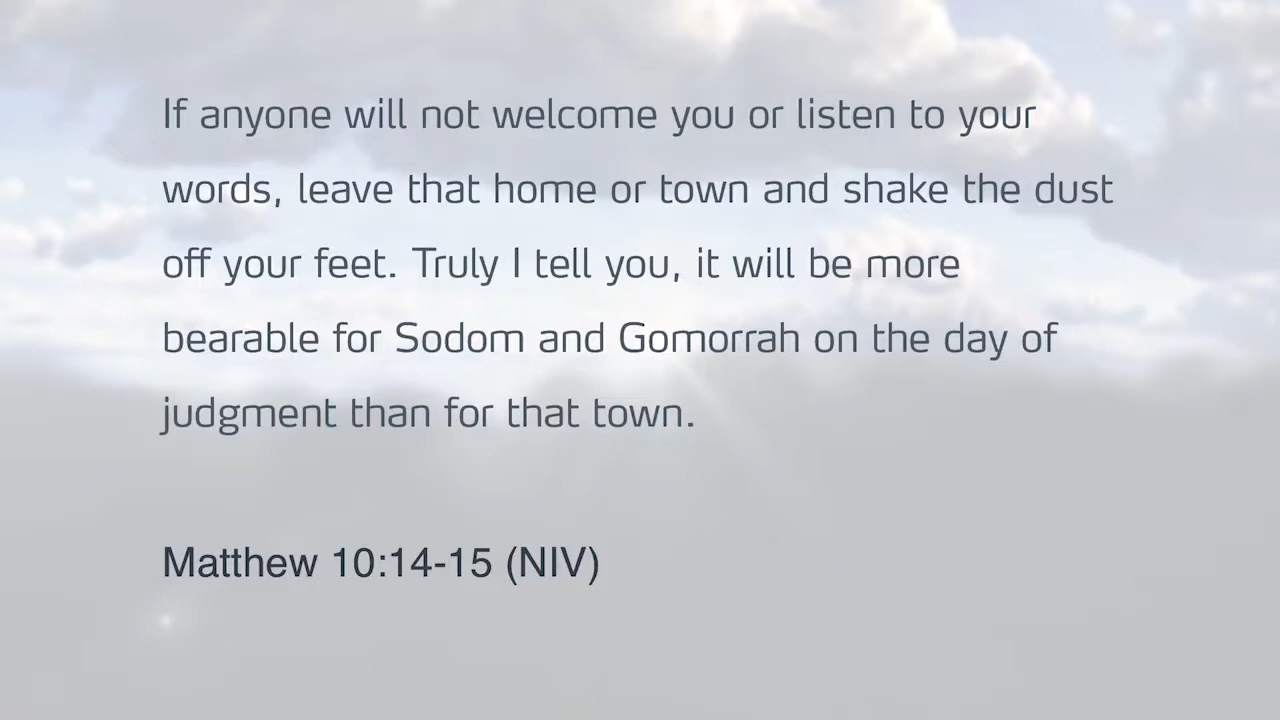 If anyone will not welcome you or listen to your
words, leave that home or town and shake the dust
off your feet. Truly I tell you, it will be more
bearable for Sodom and Gomorrah on the day of
judgment than for that town.
Matthew 10:14-15 (NIV)